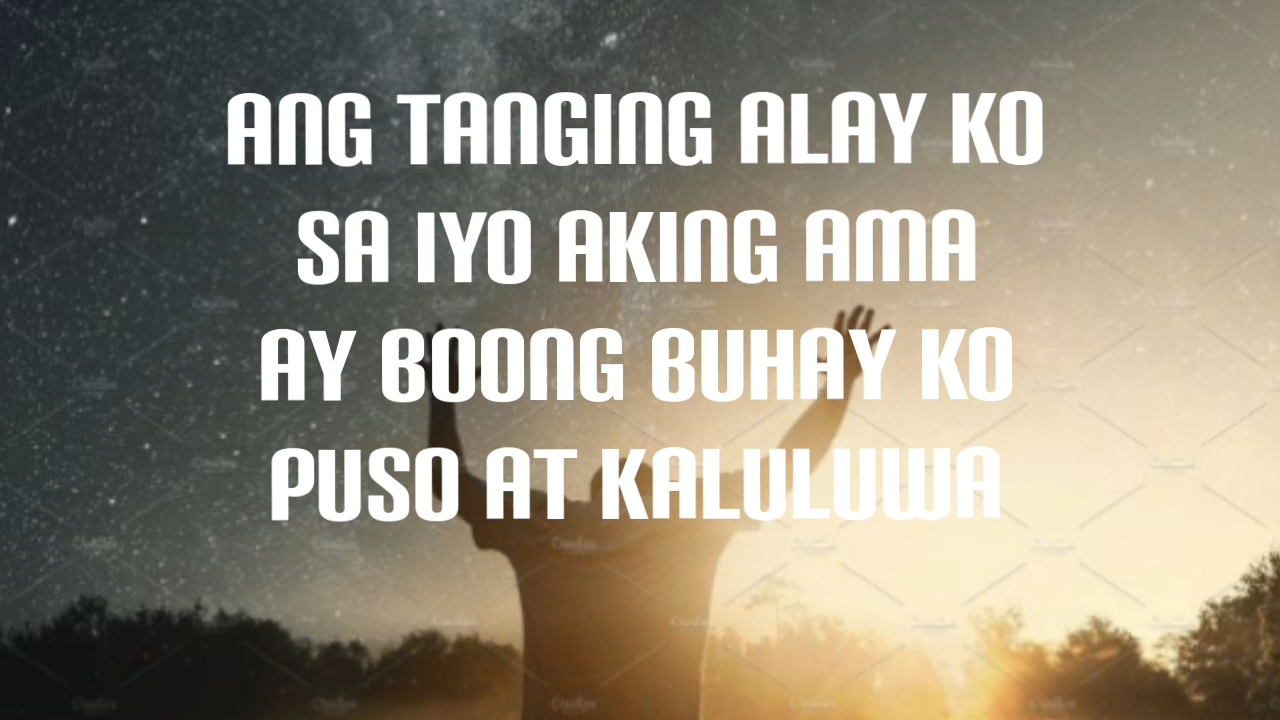 ANG TANGING ALAY KO
SA IYO AKING AMA
AY BOONG BUHAY KO
PUSO AT KALULUWA